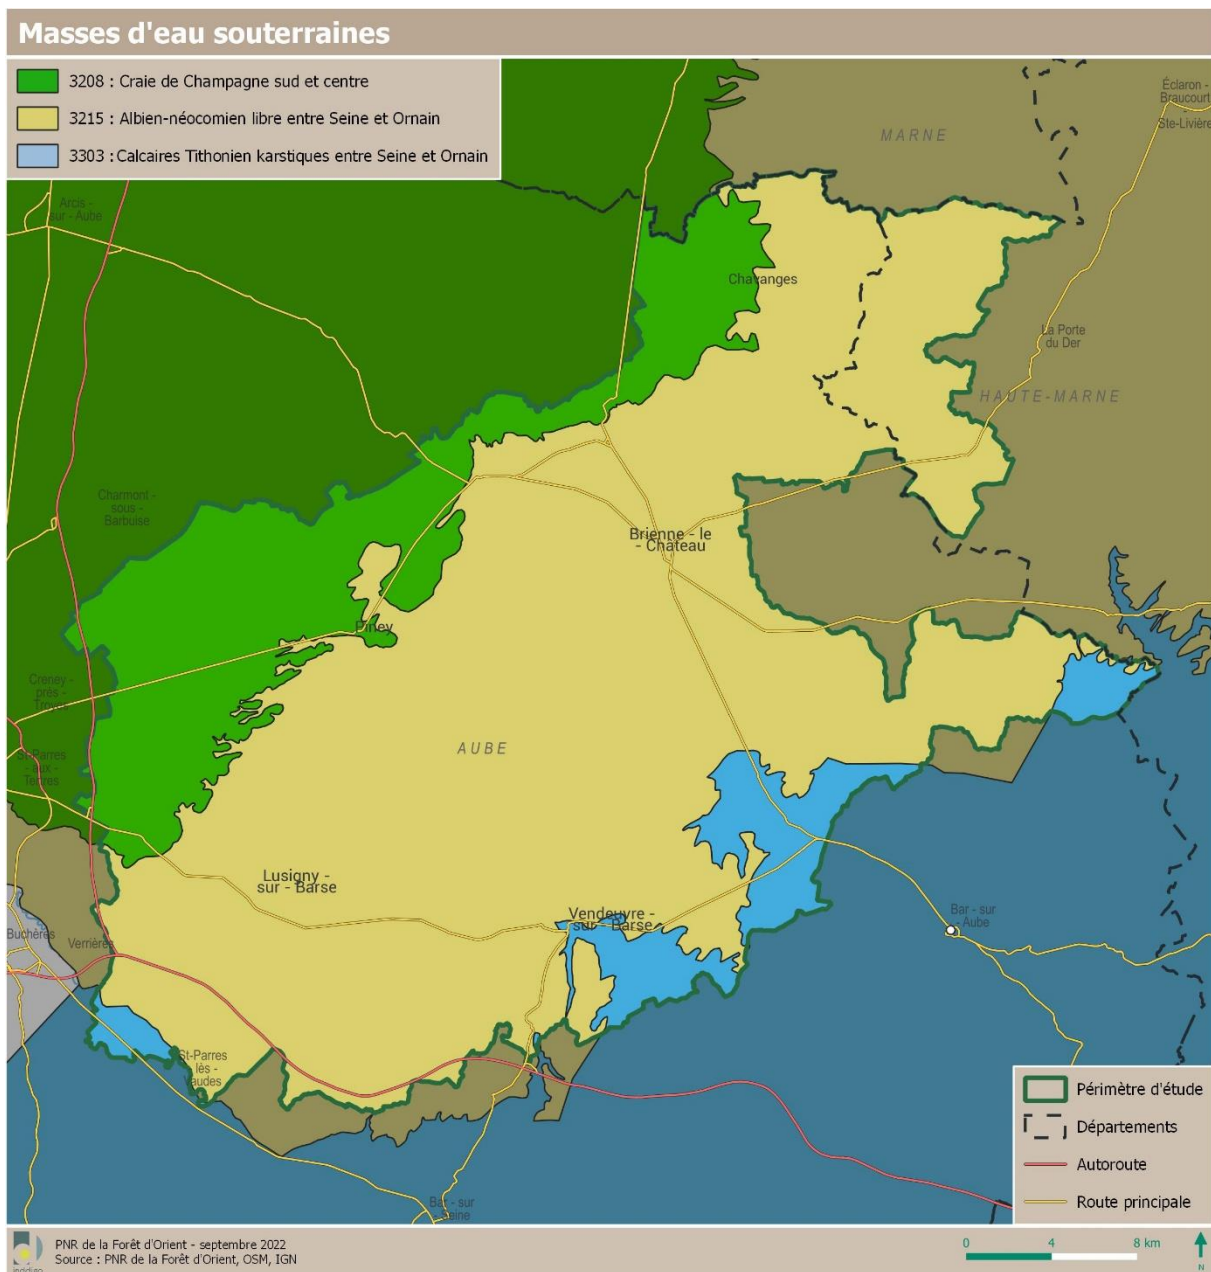 Masses d'eau souterraines
3208 : Craie de Champagne sud et centre
3215 : Albien-néocomien libre entre Seine et Ornain
3303 : Calcaires Tithonien karstiques entre Seine et Ornain
Éclaron -
Braucourt
-
Ste-Livière
MARNE
Arcis -
sur - Aube
Chavanges
La Porte
du Der
HAUTE-MARNE
Charmont -
sous -
Barbuise
Brienne - le
- Château
Piney
Creney -
près -
Troyes
St-Parres
- aux -
Tertres
AUBE
Lusigny -
sur - Barse
Vendeuvre -
sur - Barse
Bar - sur
- Aube
Buchères
Verrières
St-Parres
lès -
Vaudes
Bar - sur
- Seine
Périmètre d'étude
Départements
Autoroute
Route principale
PNR de la Forêt d'Orient - septembre 2022
Source : PNR de la Forêt d'Orient, OSM, IGN
0 4 8 km
N